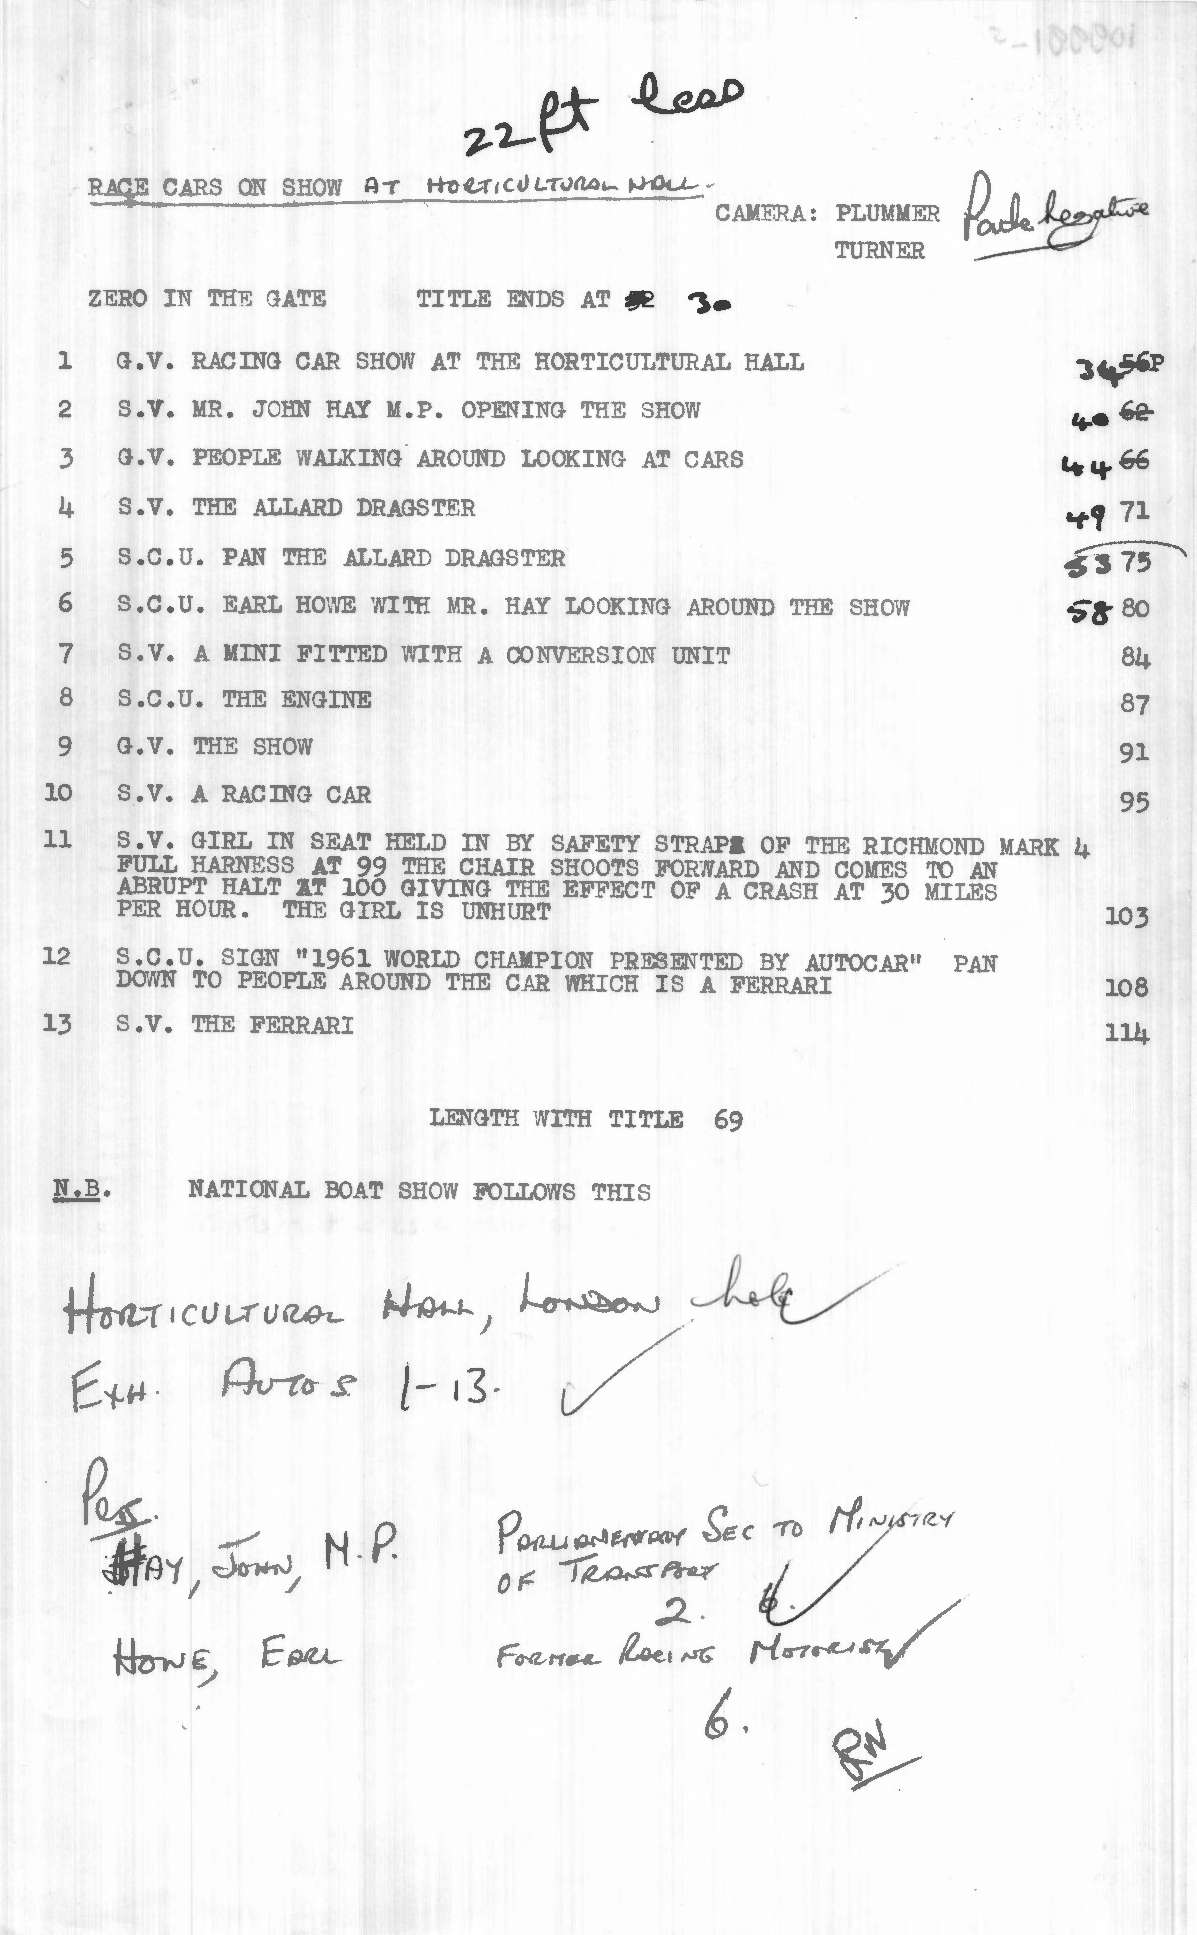 22 ft less
RACE CARS ON SHOW AT HORTICULTURAL HALL.
CAMERA: PLUMMER
TURNER
Negative
ZERO IN THE GATE TITLE ENDS AT 52 30
1 G.V. RACING CAR SHOW AT THE HORTICULTURAL HALL 34 56P
2 S.V. MR. JOHN HAY M.P. OPENING THE SHOW 40 62
3 G.V. PEOPLE WALKING AROUND LOOKING AT CARS 44 66
4 S.V. THE ALLARD DRAGSTER 49 71
5 S.C.U. PAN THE ALLARD DRAGSTER 53 75
6 S.C.U. EARL HOWE WITH MR. HAY LOOKING AROUND THE SHOW 58 80
7 S.V. A MINI FITTED WITH A CONVERSION UNIT 84
8 S.C.U. THE ENGINE 87
9 G.V. THE SHOW 91
10 S.V. A RACING CAR 95
11 S.V. GIRL IN SEAT HELD IN BY SAFETY STRAPS OF THE RICHMOND MARK 4
FULL HARNESS AT 99 THE CHAIR SHOOTS FORWARD AND COMES TO AN
ABRUPT HALT AT 100 GIVING THE EFFECT OF A CRASH AT 30 MILES
PER HOUR. THE GIRL IS UNHURT 103
12 S.C.U. SIGN "1961 WORLD CHAMPION PRESENTED BY AUTOCAR" PAN
DOWN TO PEOPLE AROUND THE CAR WHICH IS A FERRARI 108
13 S.V. THE FERRARI 114
LENGTH WITH TITLE 69
N.B. NATIONAL BOAT SHOW FOLLOWS THIS
HORTICULTURAL HALL, LONDON
EXH. AUTOS 1-13.
Pers.
HAY, JOHN, M.P. PARLIAMENTARY SEC TO MINISTRY
OF TRANSPORT
2. 6.
HOWE, EARL FORMER RACING MOTORIST
6.